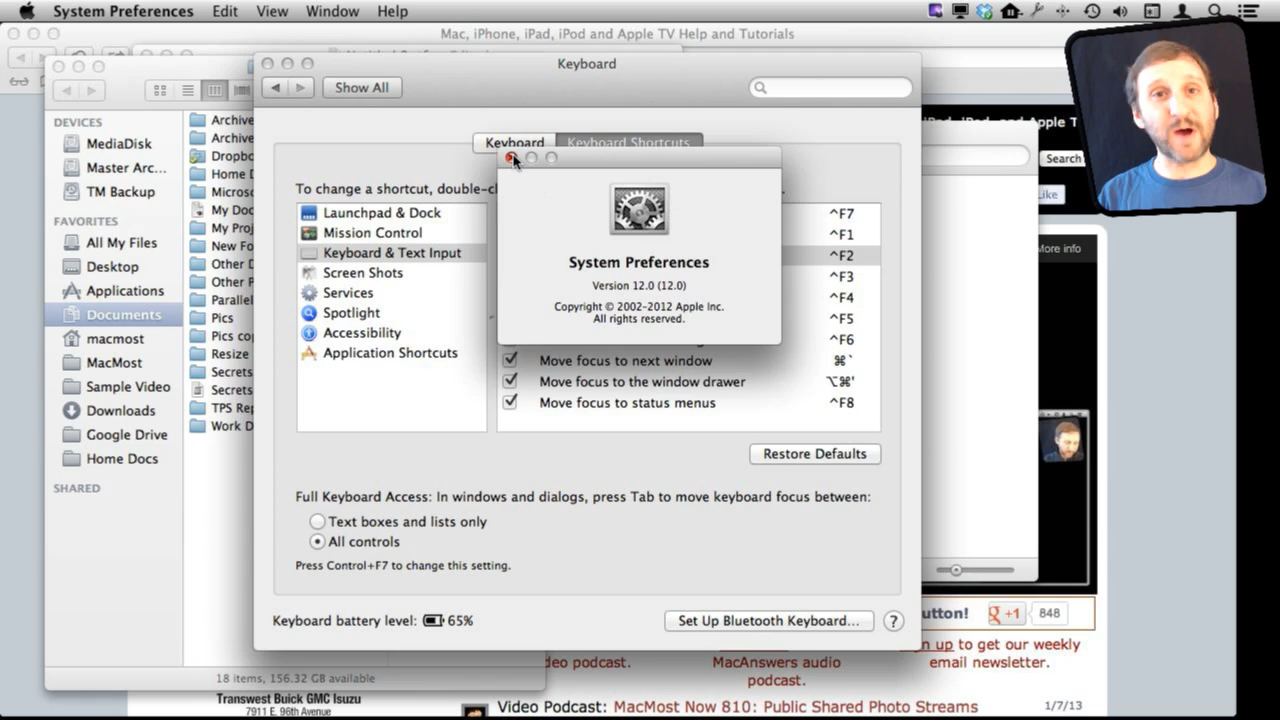 System Preferences Edit View Window Help
Mac, iPhone, iPad, iPod and Apple TV Help and Tutorials
Keyboard
Show All
Apple T
Search
Like
More info
DEVICES
MediaDisk
Master Arc...
TM Backup
FAVORITES
All My Files
Desktop
Applications
Documents
macmost
MacMost
Sample Video
Downloads
Google Drive
Home Docs
SHARED
Archive
Archive
Dropbo
Home D
Micros
My Doc
My Proj
New Fo
Other D
Other P
Parallel
Pics
Pics cop
Resize
Secrets
Secrets
TPS Rep
Work D
Keyboard Keyboard Shortcuts
To change a shortcut, double-cl
Launchpad & Dock
Mission Control
Keyboard & Text Input
Screen Shots
Services
Spotlight
Accessibility
Application Shortcuts
System Preferences
Version 12.0 (12.0)
Copyright © 2002-2012 Apple Inc.
All rights reserved.
^F7
^F1
^F2
^F3
^F4
^F5
^F6
Move focus to next window ⌘`
Move focus to the window drawer ⌥⌘'
Move focus to status menus ^F8
Restore Defaults
Full Keyboard Access: In windows and dialogs, press Tab to move keyboard focus between:
Text boxes and lists only
All controls
Press Control+F7 to change this setting.
Keyboard battery level: 65%
Set Up Bluetooth Keyboard... ?
utton! g +1 848
18 items, 156.32 GB available
Transwest Buick GMC Isuzu
7911 E. 96th Avenue
deo podcast.
MacAnswers audio
podcast.
n up to get our weekly
email newsletter.
Video Podcast: MacMost Now 810: Public Shared Photo Streams 1/7/13